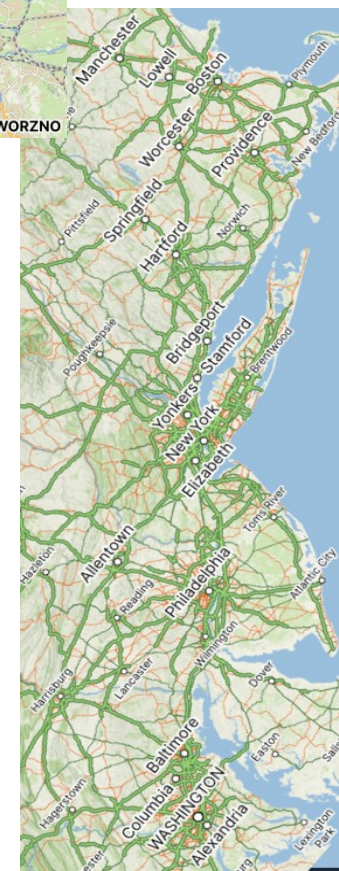 Manchester
Lowell
Boston
Plymouth
WORZNO
Worcester
Providence
New Bedford
Pittsfield
Springfield
Hartford
Norwich
Poughkeepsie
Bridgeport
Stamford
Brentwood
Yonkers
New York
Elizabeth
Toms River
Hazleton
Allentown
Reading
Philadelphia
Atlantic City
Wilmington
Lancaster
Harrisburg
Dover
Baltimore
Easton
Hagerstown
Columbia
WASHINGTON
Alexandria
Lexington
Park